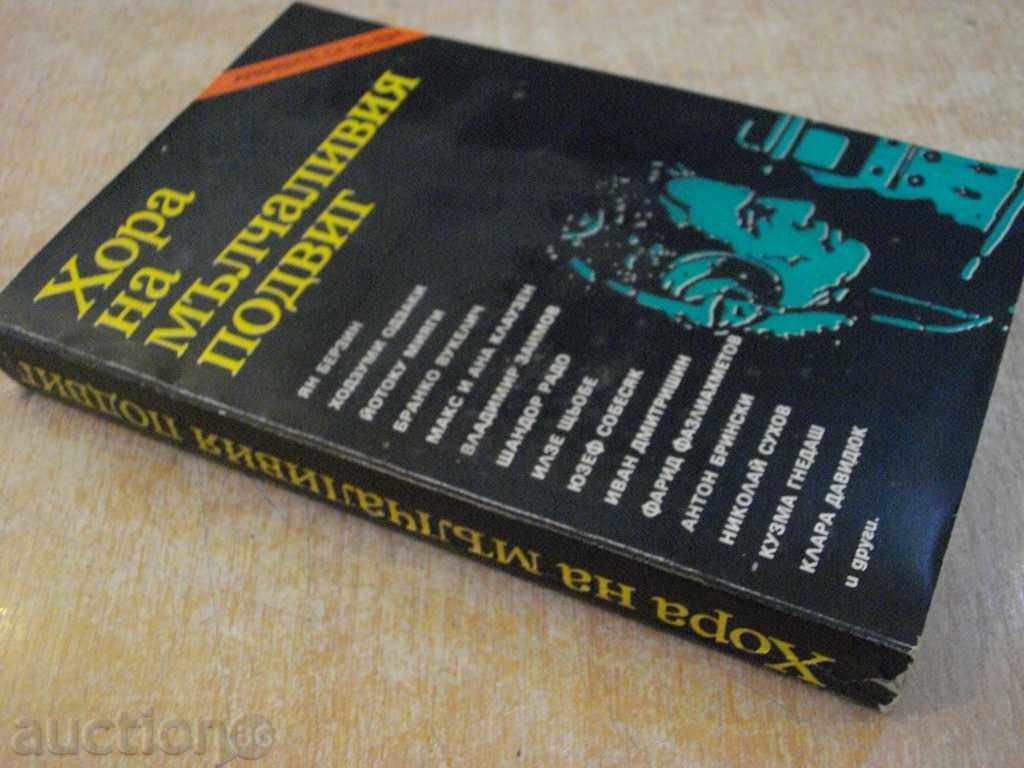 Хора
на
мълчаливия
подвиг
ЯН БЕРЗИН
ХОДЗУМИ ОДЗАКИ
ЙОТОКУ МИЯГИ
БРАНКО ВУКЕЛИЧ
МАКС И АНА КЛАУЗЕН
ВЛАДИМИР ЗАИМОВ
ШАНДОР РАДО
ИЛЗЕ ЩЬОБЕ
ЮЗЕФ СОБЕСЯК
ИВАН ДМИТРИШИН
ФАРИД ФАЗЛИАХМЕТОВ
АНТОН БРИНСКИ
НИКОЛАЙ СУХОВ
КУЗМА ГНЕДАШ
КЛАРА ДАВИДЮК
и други.
Хора на мълчаливия подвиг
auction.bg